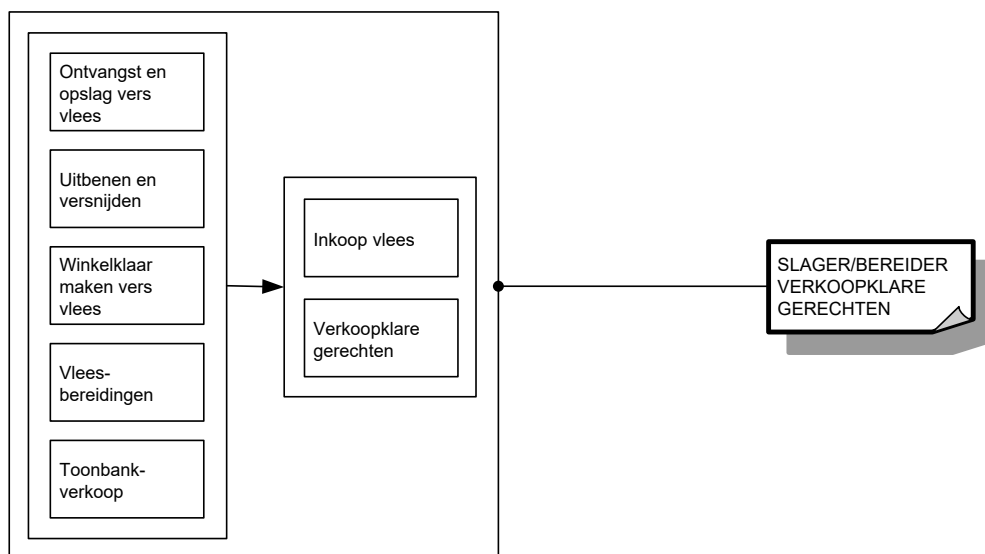 Ontvangst en
opslag vers
vlees
Uitbenen en
versnijden
Winkelklaar
maken vers
vlees
Vlees-
bereidingen
Toonbank-
verkoop
Inkoop vlees
Verkoopklare
gerechten
SLAGER/BEREIDER
VERKOOPKLARE
GERECHTEN